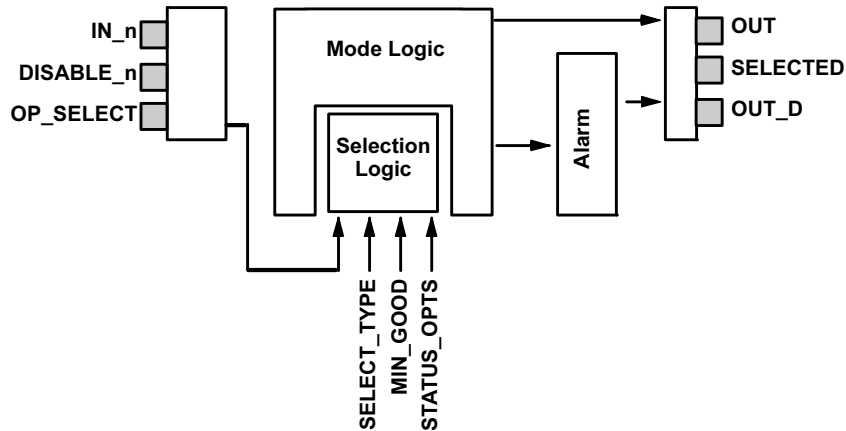 IN_n
DISABLE_n
OP_SELECT
Mode Logic
Selection
Logic
Alarm
OUT
SELECTED
OUT_D
SELECT_TYPE
MIN_GOOD
STATUS_OPTS